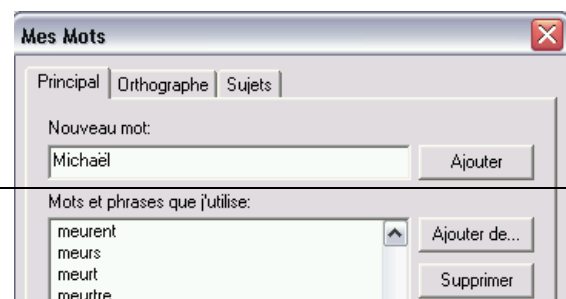 Mes Mots
Principal Orthographe Sujets
Nouveau mot:
Michaël Ajouter
Mots et phrases que j'utilise:
meurent Ajouter de...
meurs
meurt Supprimer
meurtre